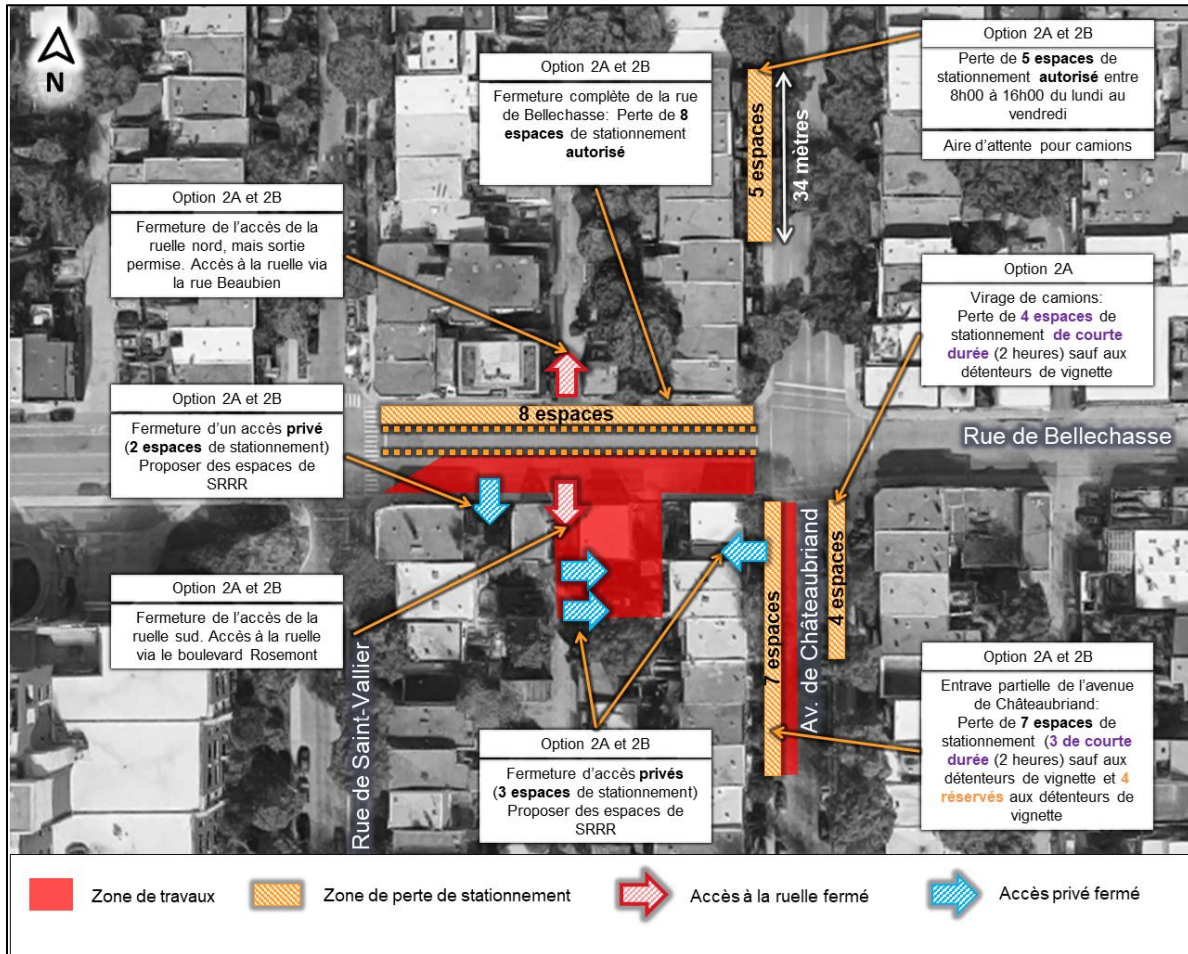 N
Option 2A et 2B
Fermeture complète de la rue
de Bellechasse: Perte de 8
espaces de stationnement
autorisé
Option 2A et 2B
Perte de 5 espaces de
stationnement autorisé entre
8h00 à 16h00 du lundi au
vendredi
Aire d'attente pour camions
5 espaces
34 mètres
Option 2A et 2B
Fermeture de l'accès de la
ruelle nord, mais sortie
permise. Accès à la ruelle via
la rue Beaubien
Option 2A
Virage de camions:
Perte de 4 espaces de
stationnement de courte
durée (2 heures) sauf aux
détenteurs de vignette
Option 2A et 2B
Fermeture d'un accès privé
(2 espaces de stationnement)
Proposer des espaces de
SRRR
8 espaces
Rue de Bellechasse
Option 2A et 2B
Fermeture de l'accès de la
ruelle sud. Accès à la ruelle
via le boulevard Rosemont
Rue de Saint-Vallier
7 espaces
Av. de Châteaubriand
4 espaces
Option 2A et 2B
Fermeture d'accès privés
(3 espaces de stationnement)
Proposer des espaces de
SRRR
Option 2A et 2B
Entrave partielle de l'avenue
de Châteaubriand:
Perte de 7 espaces de
stationnement (3 de courte
durée (2 heures) sauf aux
détenteurs de vignette et 4
réservés aux détenteurs de
vignette
Zone de travaux
Zone de perte de stationnement
Accès à la ruelle fermé
Accès privé fermé